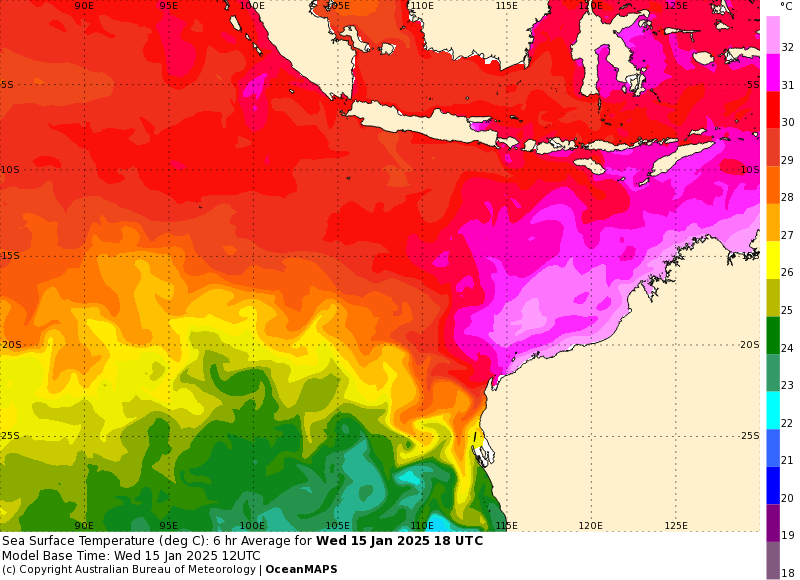 90E 95E 100E 105E 110E 115E 120E 125E °C
32
31
5S 5S
30
29
10S 10S
28
27
15S 15S
26
25
20S 20S
24
23
22
25S 25S
21
20
90E 95E 100E 105E 110E 115E 120E 125E
19
18
Sea Surface Temperature (deg C): 6 hr Average for Wed 15 Jan 2025 18 UTC
Model Base Time: Wed 15 Jan 2025 12UTC
(c) Copyright Australian Bureau of Meteorology | OceanMAPS